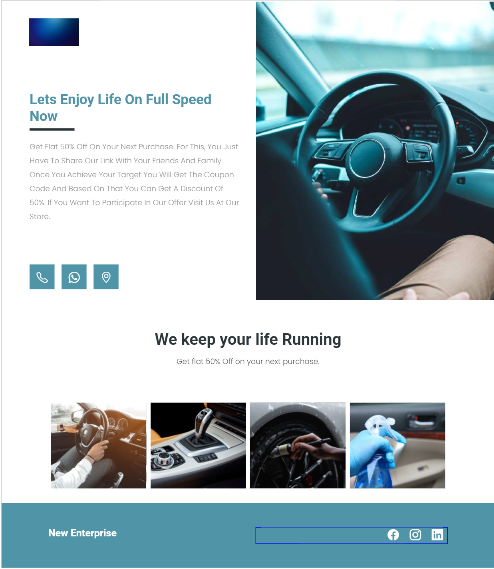 Lets Enjoy Life On Full Speed
Now
Get Flat 50% Off On Your Next Purchase. For This, You Just
Have To Share Our Link With Your Friends And Family.
Once You Achieve Your Target You Will Get The Coupon
Code And Based On That You Can Get A Discount Of
50%. If You Want To Participate In Our Offer Visit Us At Our
Store.
We keep your life Running
Get flat 50% Off on your next purchase.
New Enterprise